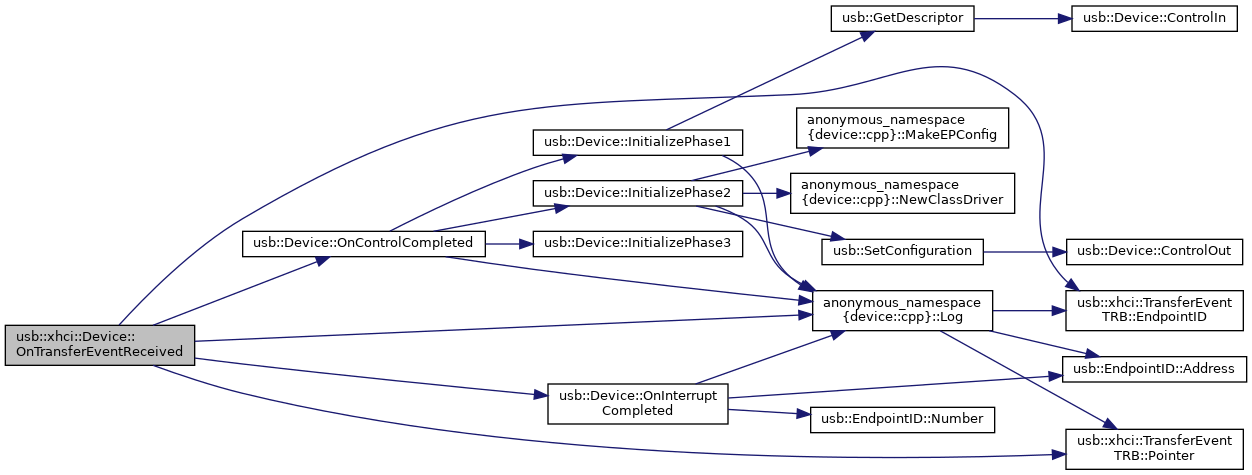 usb::GetDescriptor
usb::Device::ControlIn
anonymous_namespace
{device::cpp}::MakeEPConfig
usb::Device::InitializePhase1
anonymous_namespace
{device::cpp}::NewClassDriver
usb::Device::InitializePhase2
usb::Device::OnControlCompleted
usb::Device::InitializePhase3
usb::SetConfiguration
usb::Device::ControlOut
anonymous_namespace
{device::cpp}::Log
usb::xhci::TransferEvent
TRB::EndpointID
usb::xhci::Device::
OnTransferEventReceived
usb::EndpointID::Address
usb::Device::OnInterrupt
Completed
usb::EndpointID::Number
usb::xhci::TransferEvent
TRB::Pointer